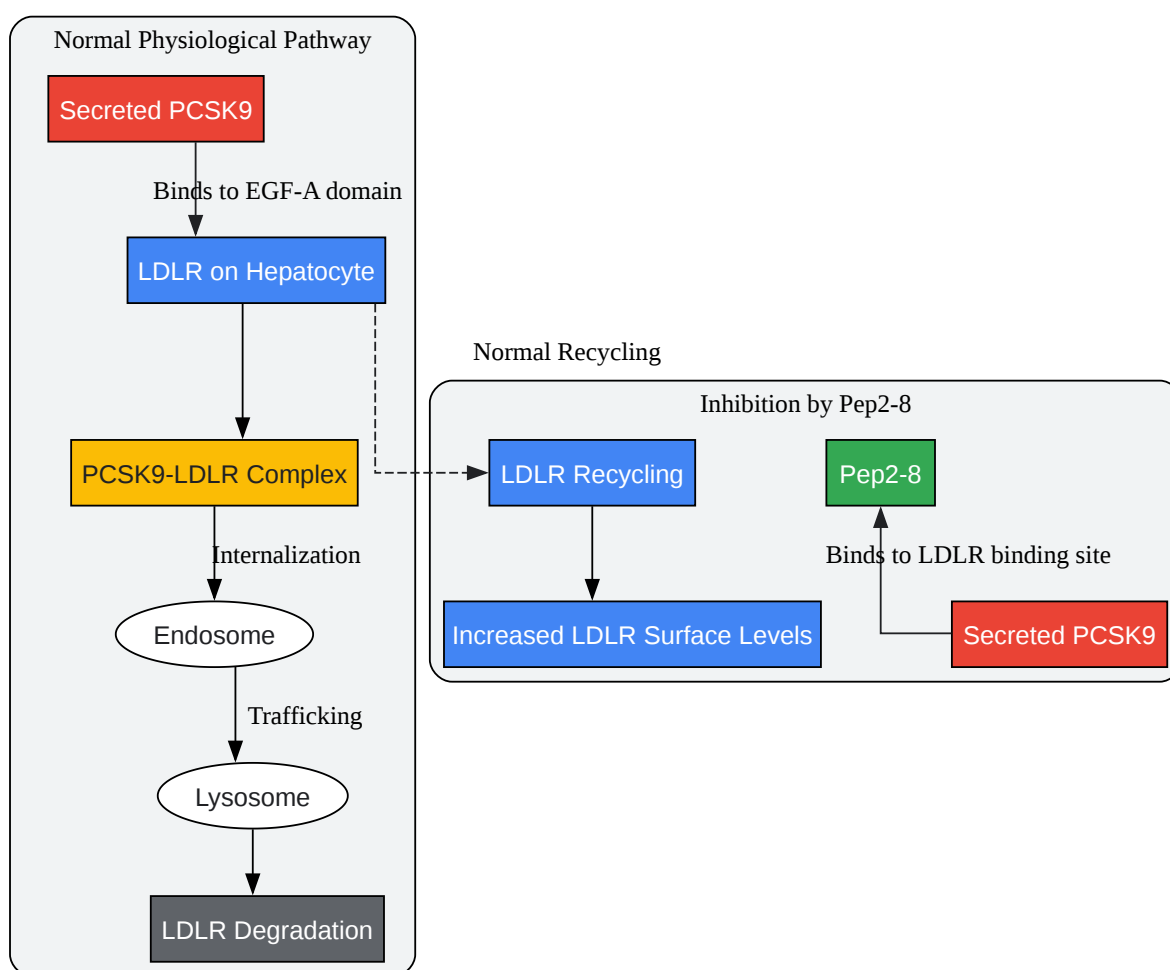 Normal Physiological Pathway
Secreted PCSK9
Binds to EGF-A domain
LDLR on Hepatocyte
PCSK9-LDLR Complex
Internalization
Endosome
Trafficking
Lysosome
LDLR Degradation
Normal Recycling
Inhibition by Pep2-8
LDLR Recycling
Pep2-8
Binds to LDLR binding site
Increased LDLR Surface Levels
Secreted PCSK9